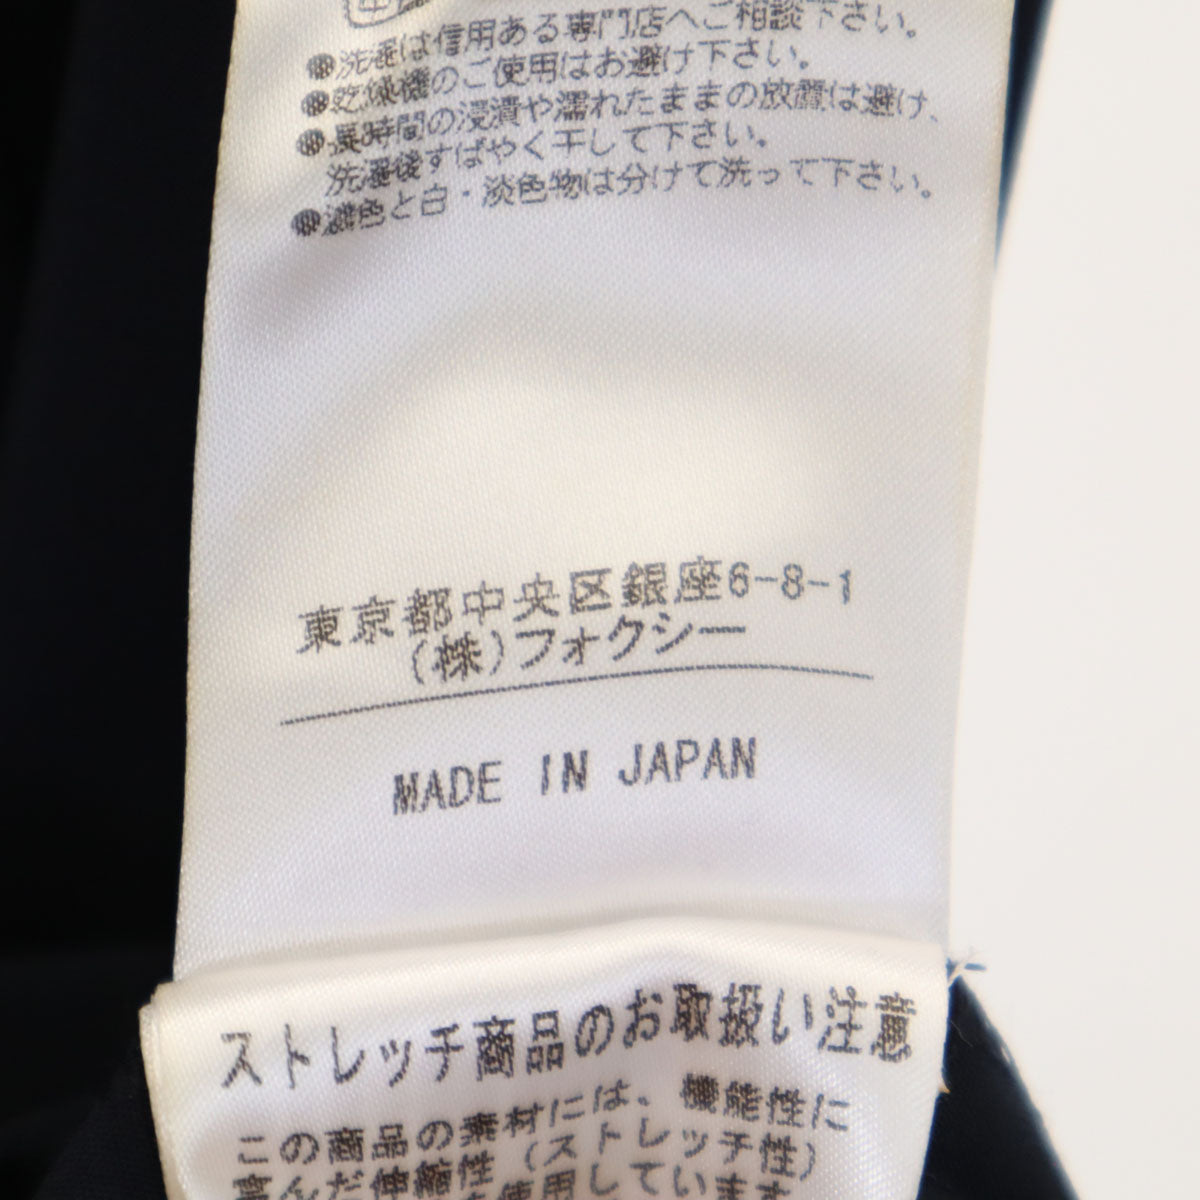 ●洗濯は信用ある専門店へご相談下さい。
●乾燥機のご使用はお避け下さい。
●長時間の浸漬や濡れたままの放置は避け、
洗濯後すばやく干して下さい。
●濃色と白・淡色物は分けて洗って下さい。
東京都中央区銀座6-8-1
(株)フォクシー
MADE IN JAPAN
ストレッチ商品のお取扱い注意
この商品の素材には、機能性に
富んだ伸縮性(ストレッチ性)
を使用しています